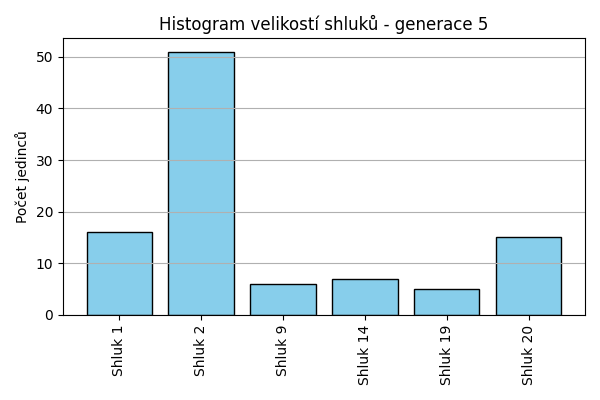 Histogram velikostí shluků - generace 5
Počet jedinců
50
40
30
20
10
0
Shluk 1
Shluk 2
Shluk 9
Shluk 14
Shluk 19
Shluk 20